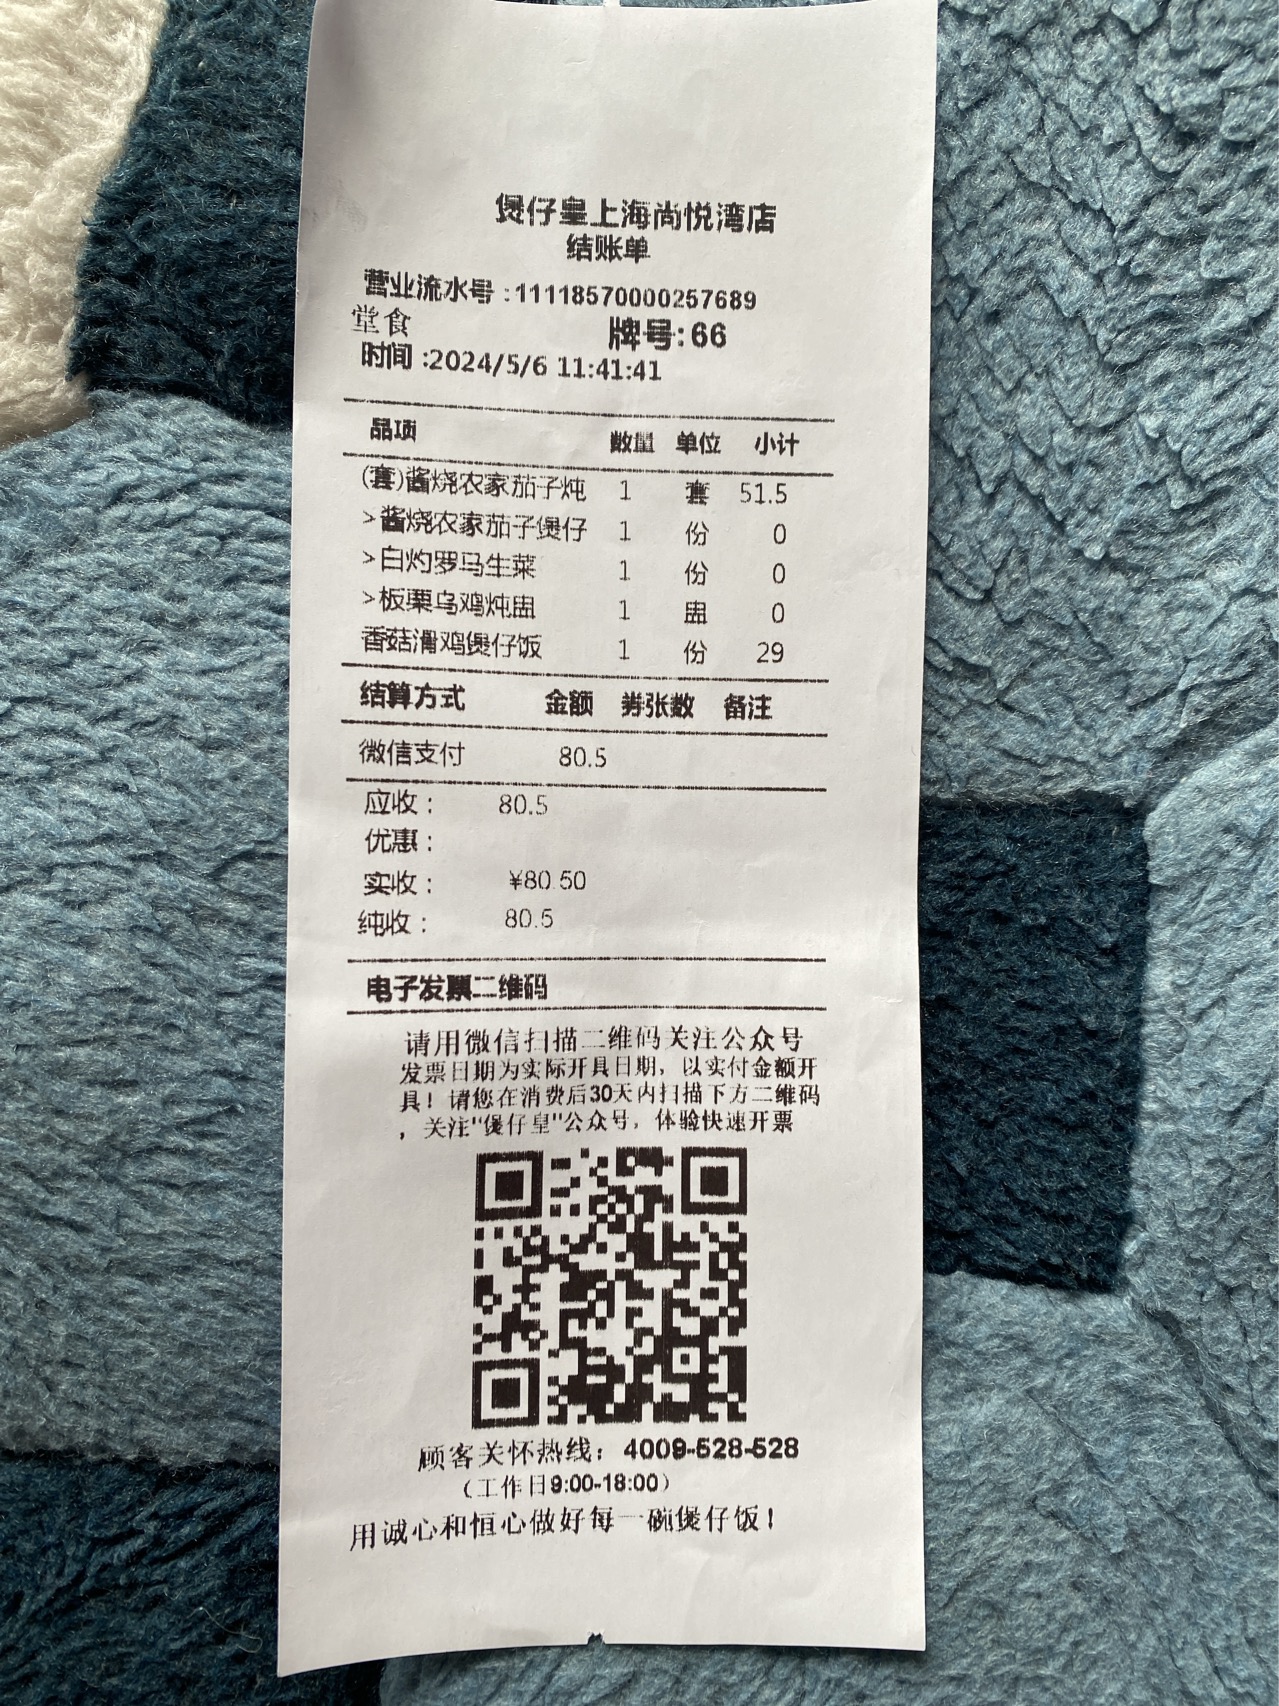 煲仔皇上海尚悦湾店
结账单
营业流水号:11118570000257689
堂食 牌号:66
时间:2024/5/6 11:41:41
品项 数量 单位 小计
(套)酱烧农家茄子炖 1 套 51.5
>酱烧农家茄子煲仔 1 份 0
>白灼罗马生菜 1 份 0
>板栗乌鸡炖盅 1 盅 0
香菇滑鸡煲仔饭 1 份 29
结算方式 金额 券张数 备注
微信支付 80.5
应收: 80.5
优惠:
实收: ¥80.50
纯收: 80.5
电子发票二维码
请用微信扫描二维码关注公众号
发票日期为实际开具日期，以实付金额开
具！请您在消费后30天内扫描下方二维码
，关注"煲仔皇"公众号，体验快速开票
顾客关怀热线：4009-528-528
（工作日9:00-18:00）
用诚心和恒心做好每一碗煲仔饭！